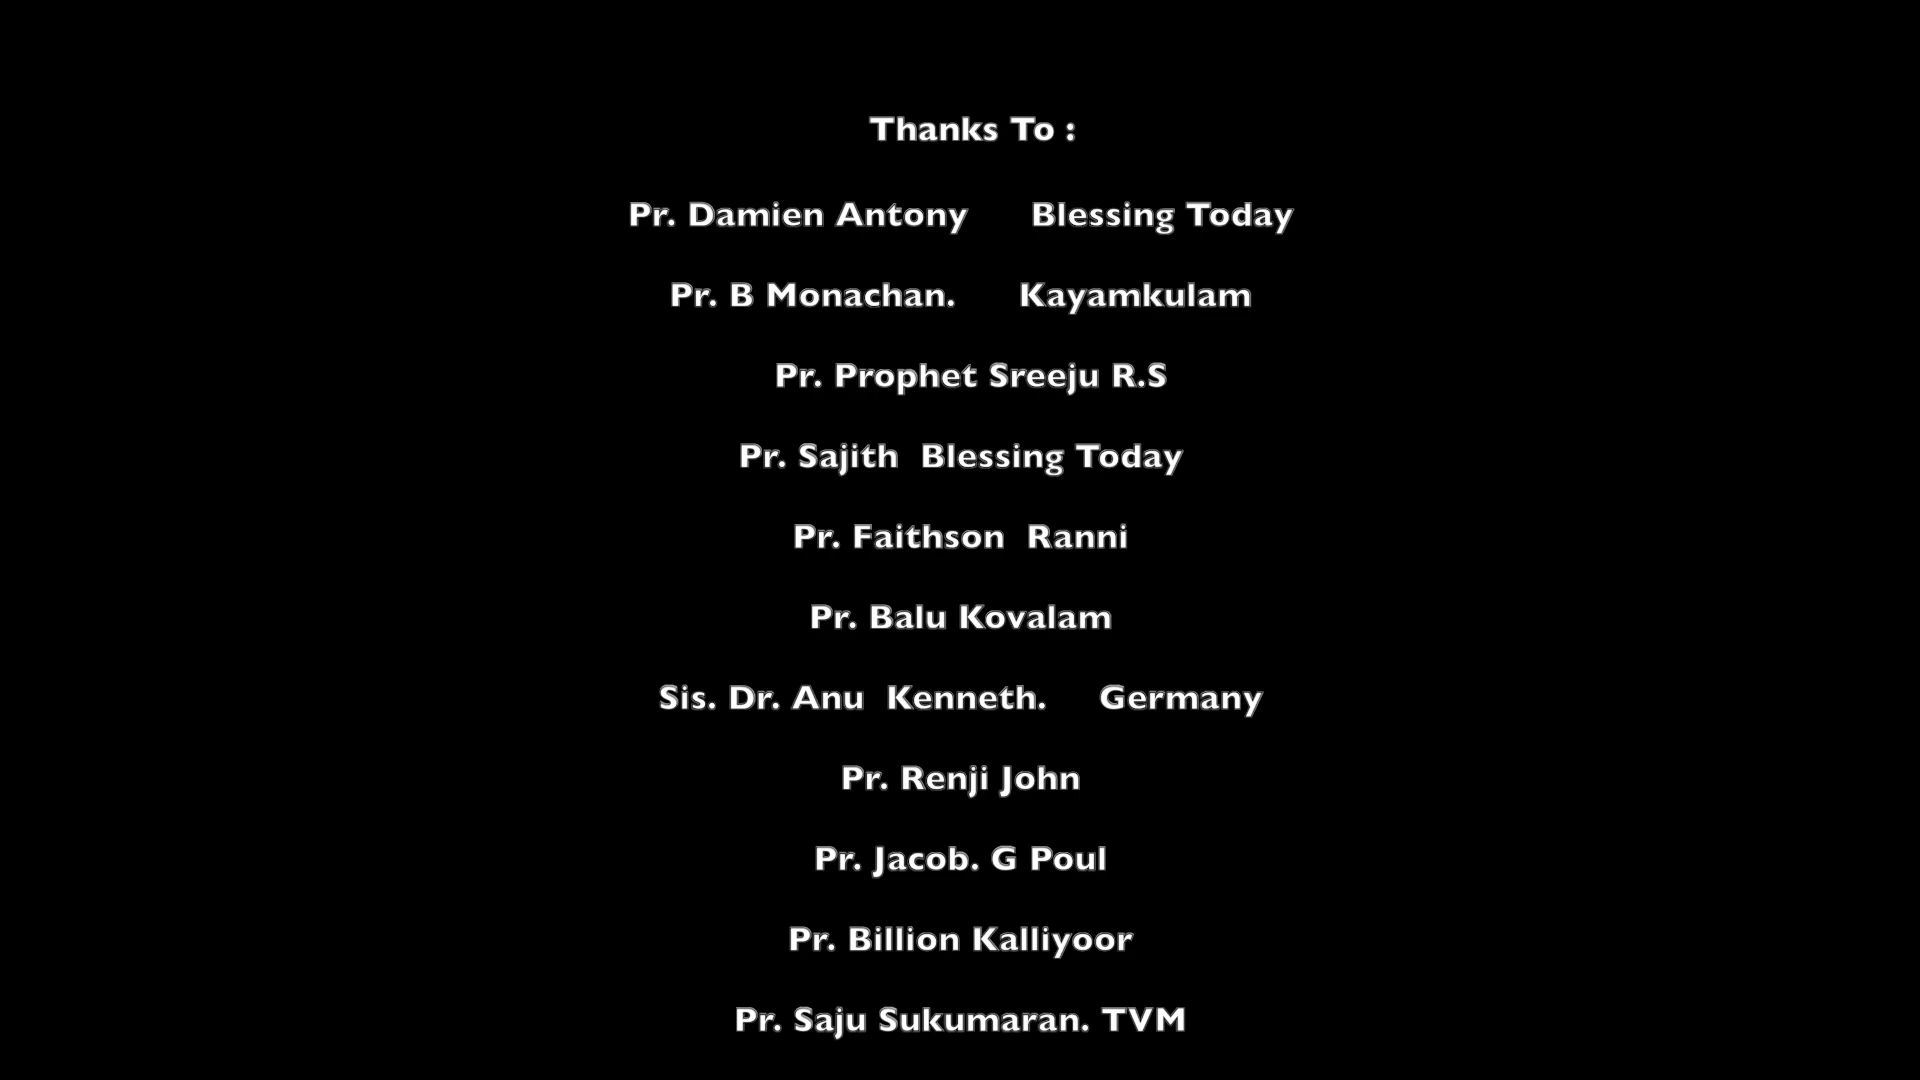 Thanks To :
Pr. Damien Antony Blessing Today
Pr. B Monachan. Kayamkulam
Pr. Prophet Sreeju R.S
Pr. Sajith Blessing Today
Pr. Faithson Ranni
Pr. Balu Kovalam
Sis. Dr. Anu Kenneth. Germany
Pr. Renji John
Pr. Jacob. G Poul
Pr. Billion Kalliyoor
Pr. Saju Sukumaran. TVM